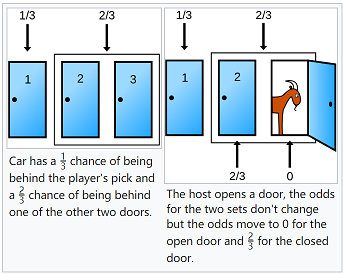 1/3 2/3
1 2 3
Car has a 1/3 chance of being
behind the player's pick and
a 2/3 chance of being behind
one of the other two doors.
1/3 2/3
1 2
2/3 0
The host opens a door, the odds
for the two sets don't change
but the odds move to 0 for the
open door and 2/3 for the closed
door.